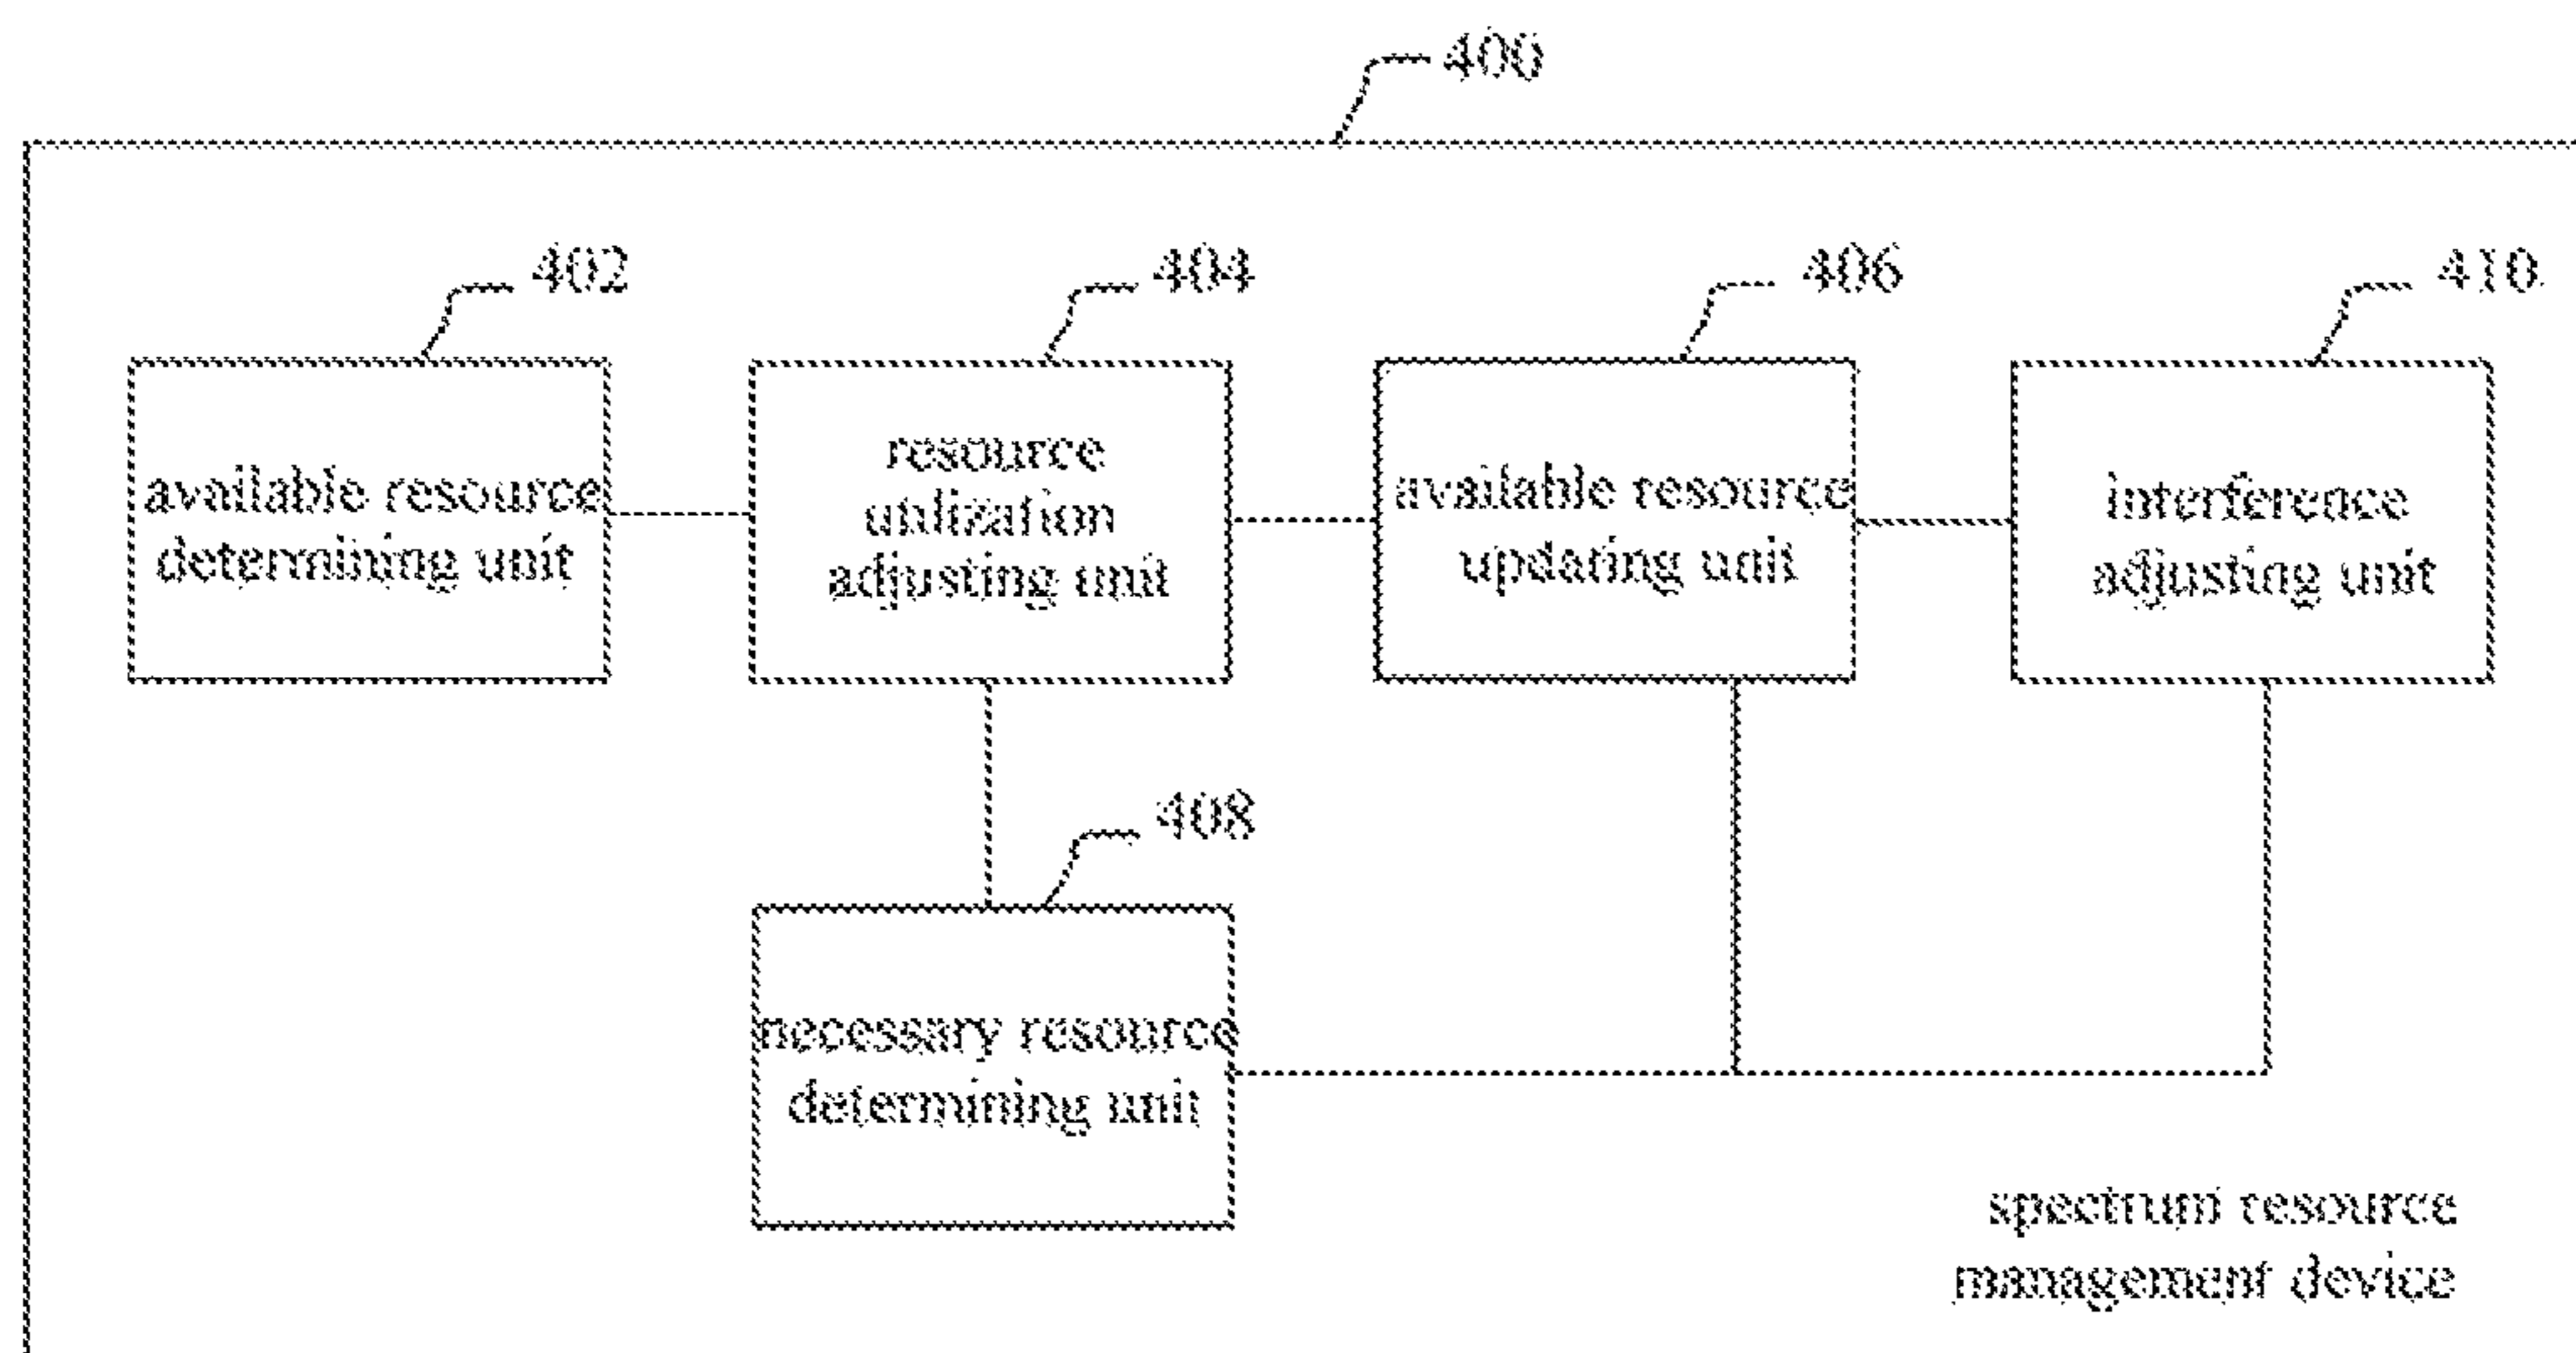 400
402
404
406
410
available resource
determining unit
resource
utilization
adjusting unit
available resource
updating unit
interference
adjusting unit
408
necessary resource
determining unit
spectrum resource
management device